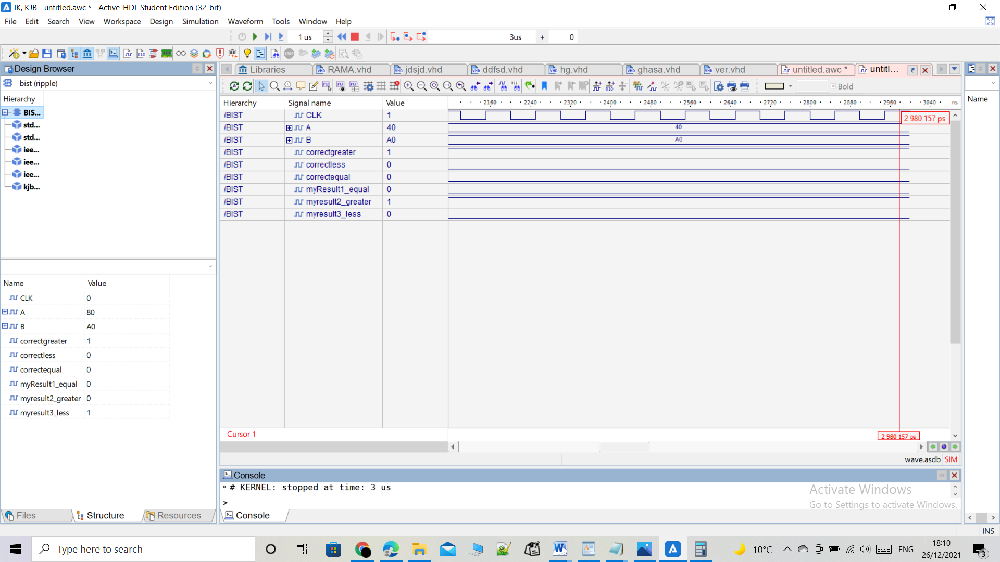 IK, KJB - untitled.awc * - Active-HDL Student Edition (32-bit)
File Edit Search View Workspace Design Simulation Waveform Tools Window Help
1 us 3us + 0
Design Browser
Libraries RAMA.vhd jdsjd.vhd ddfsd.vhd hg.vhd ghasa.vhd ver.vhd untitled.awc * untitl...
bist (ripple)
Bold
Hierarchy
BIS...
std...
std...
iee...
iee...
iee...
kjb...
Name Value
CLK 0
A 80
B A0
correctgreater 1
correctless 0
correctequal 0
myResult1_equal 0
myresult2_greater 0
myresult3_less 1
Files Structure Resources
Hierarchy Signal name Value 2160 2240 2320 2400 2480 2560 2640 2720 2800 2880 2960 3040 ns
/BIST CLK 1
2 980 157 ps
/BIST A 40 40
/BIST B A0 A0
/BIST correctgreater 1
/BIST correctless 0
/BIST correctequal 0
/BIST myResult1_equal 0
/BIST myresult2_greater 1
/BIST myresult3_less 0
Cursor 1 2 980 157 ps
wave.asdb SIM
Name
Console
# KERNEL: stopped at time: 3 us
>
Console
Activate Windows
Go to Settings to activate Windows.
INS
Type here to search
10°C ENG
18:10
26/12/2021
3